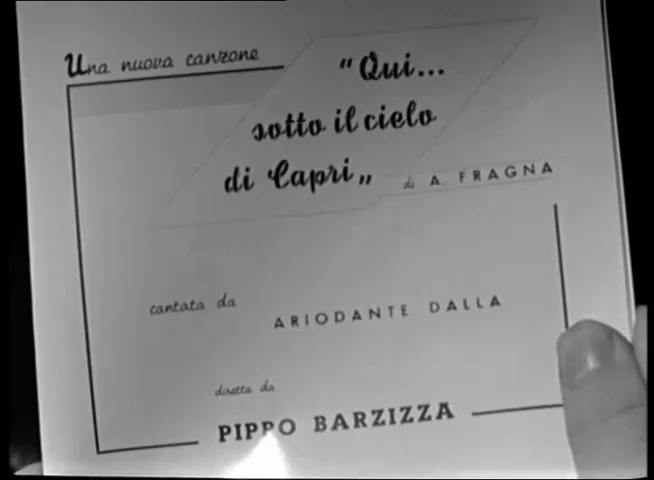 Una nuova canzone
"Qui...
sotto il cielo
di Capri„ di A. FRAGNA
cantata da
ARIODANTE DALLA
diretta da
PIPPO BARZIZZA